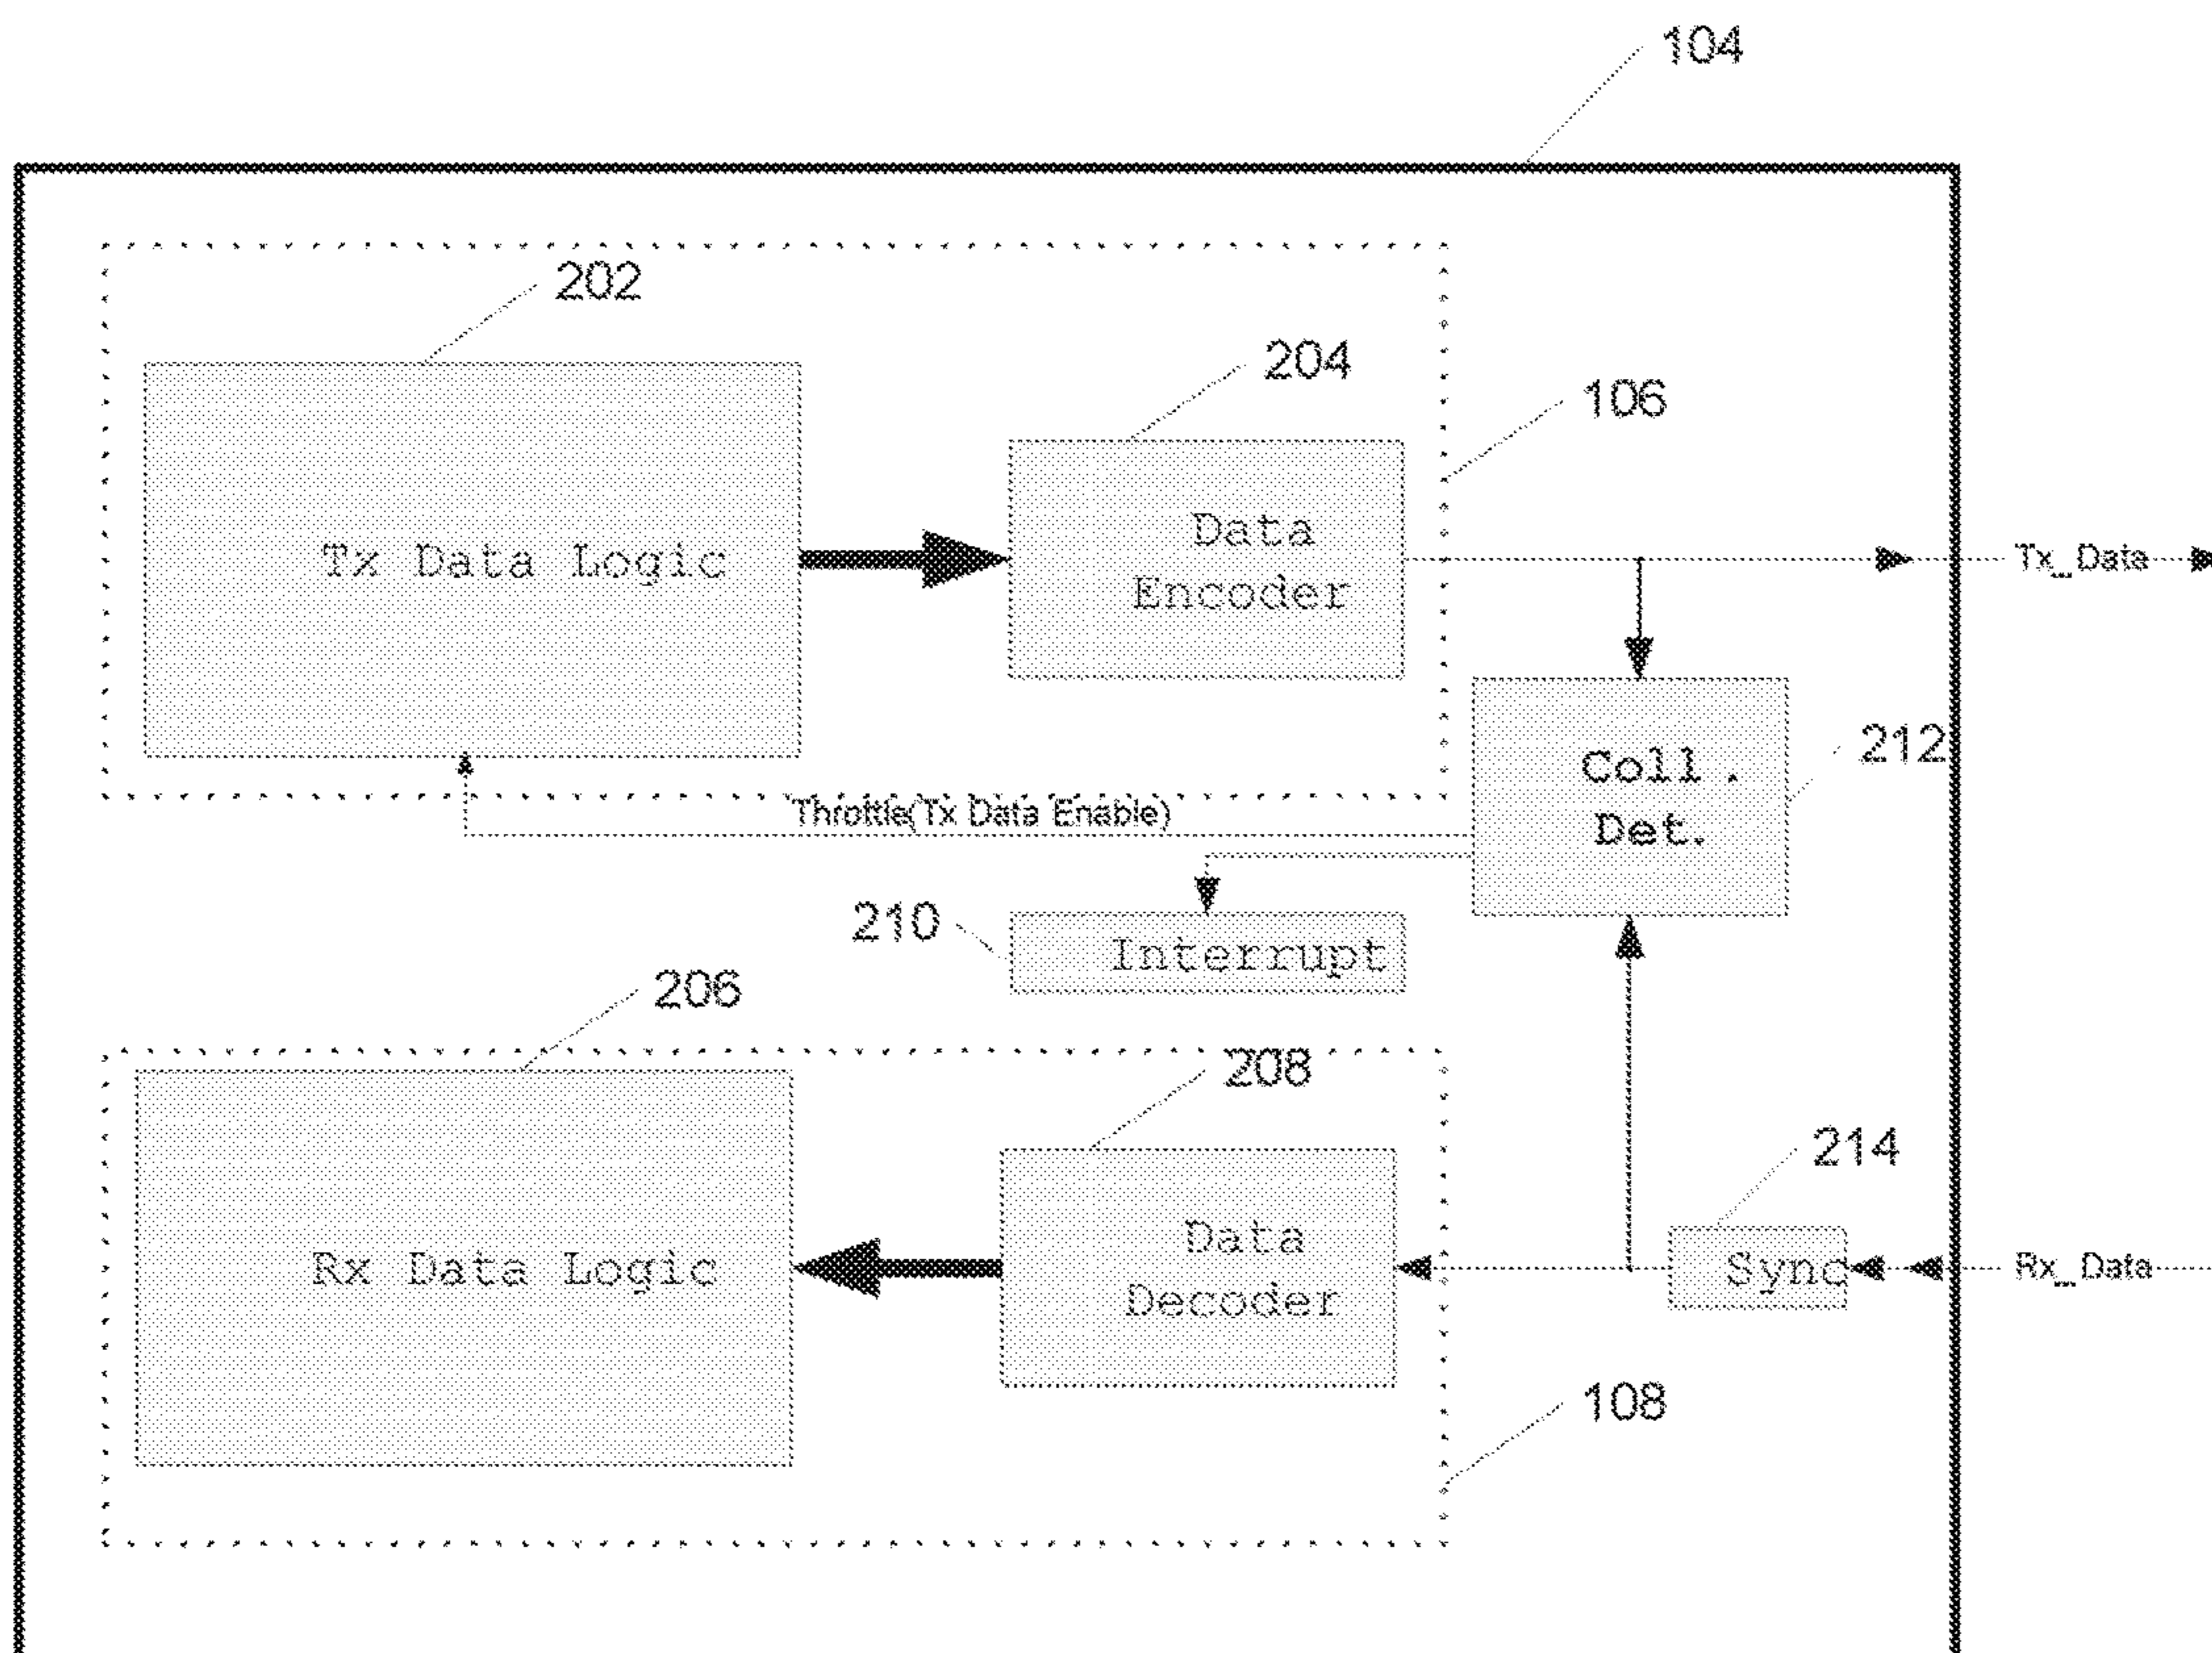 104
202
204
106
Tx Data Logic
Data
Encoder
Tx_Data
212
Coll.
Det.
Throttle(Tx Data Enable)
210
Interrupt
206
208
214
Rx Data Logic
Data
Decoder
Sync
Rx_Data
108